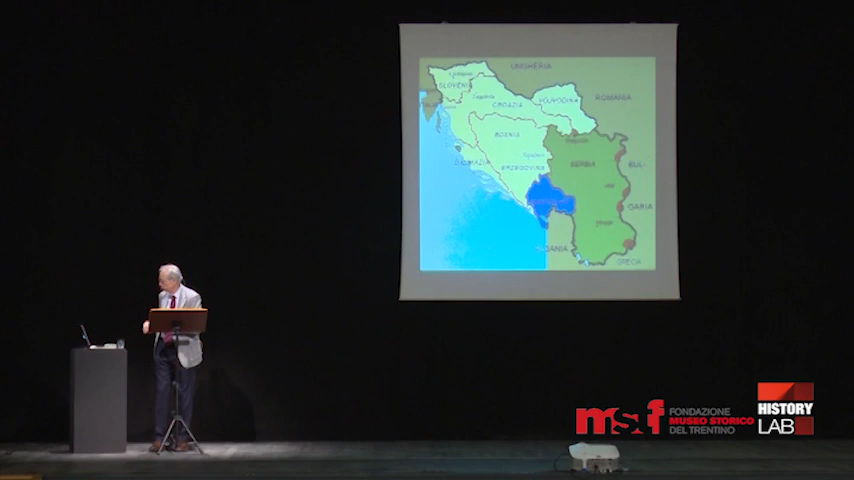 UNGHERIA
SLOVENIA
ROMANIA
CROAZIA
VOJVODINA
BOSNIA
DALMAZIA
SERBIA
BUL-
ERZEGOVINA
GARIA
GRECIA
msf FONDAZIONE
MUSEO STORICO
DEL TRENTINO
HISTORY
LAB